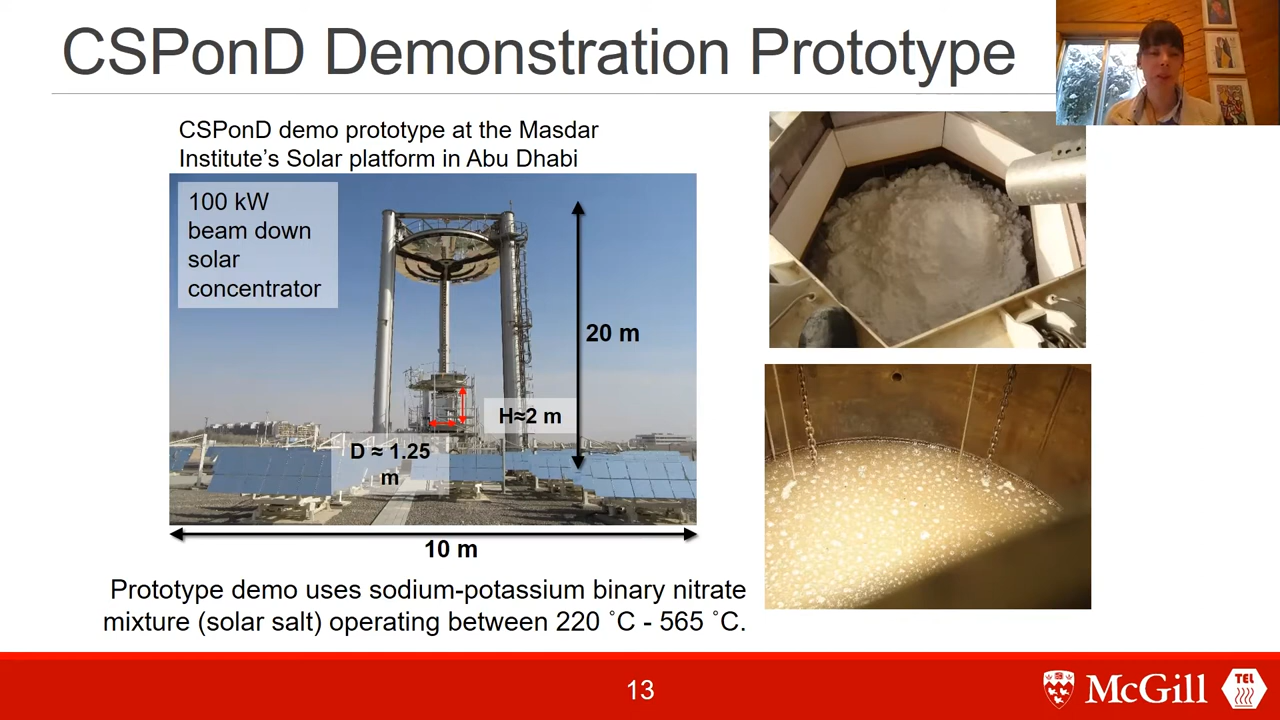 CSPonD Demonstration Prototype
CSPonD demo prototype at the Masdar
Institute's Solar platform in Abu Dhabi
100 kW
beam down
solar
concentrator
20 m
H≈2 m
D ≈ 1.25
m
10 m
Prototype demo uses sodium-potassium binary nitrate
mixture (solar salt) operating between 220 ˚C - 565 ˚C.
13
McGill
TEL